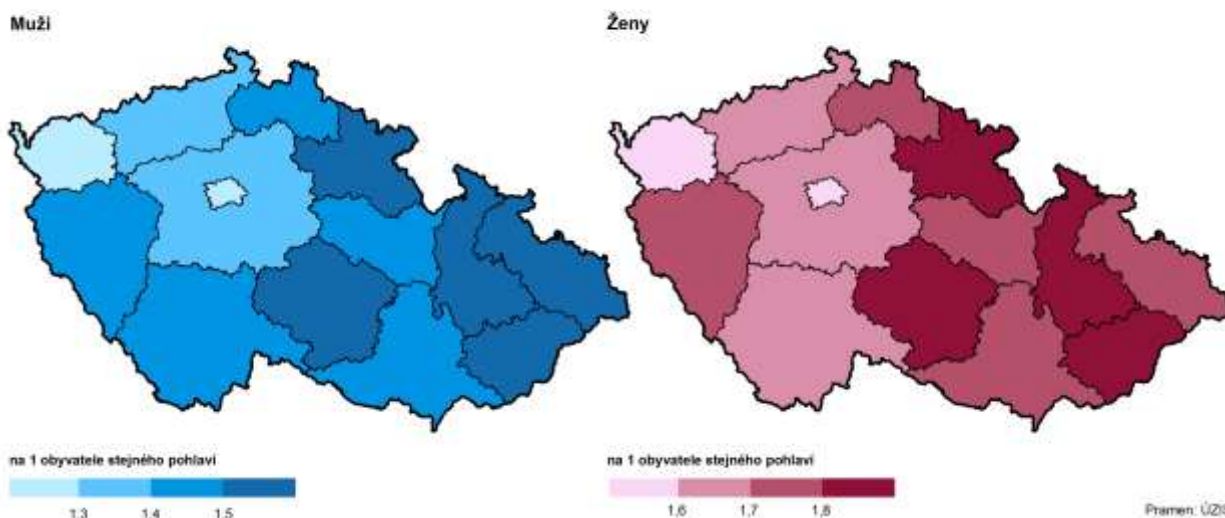 Muži
Ženy
na 1 obyvatele stejného pohlaví
1,3 1,4 1,5
na 1 obyvatele stejného pohlaví
1,6 1,7 1,8
Pramen: ÚZIS